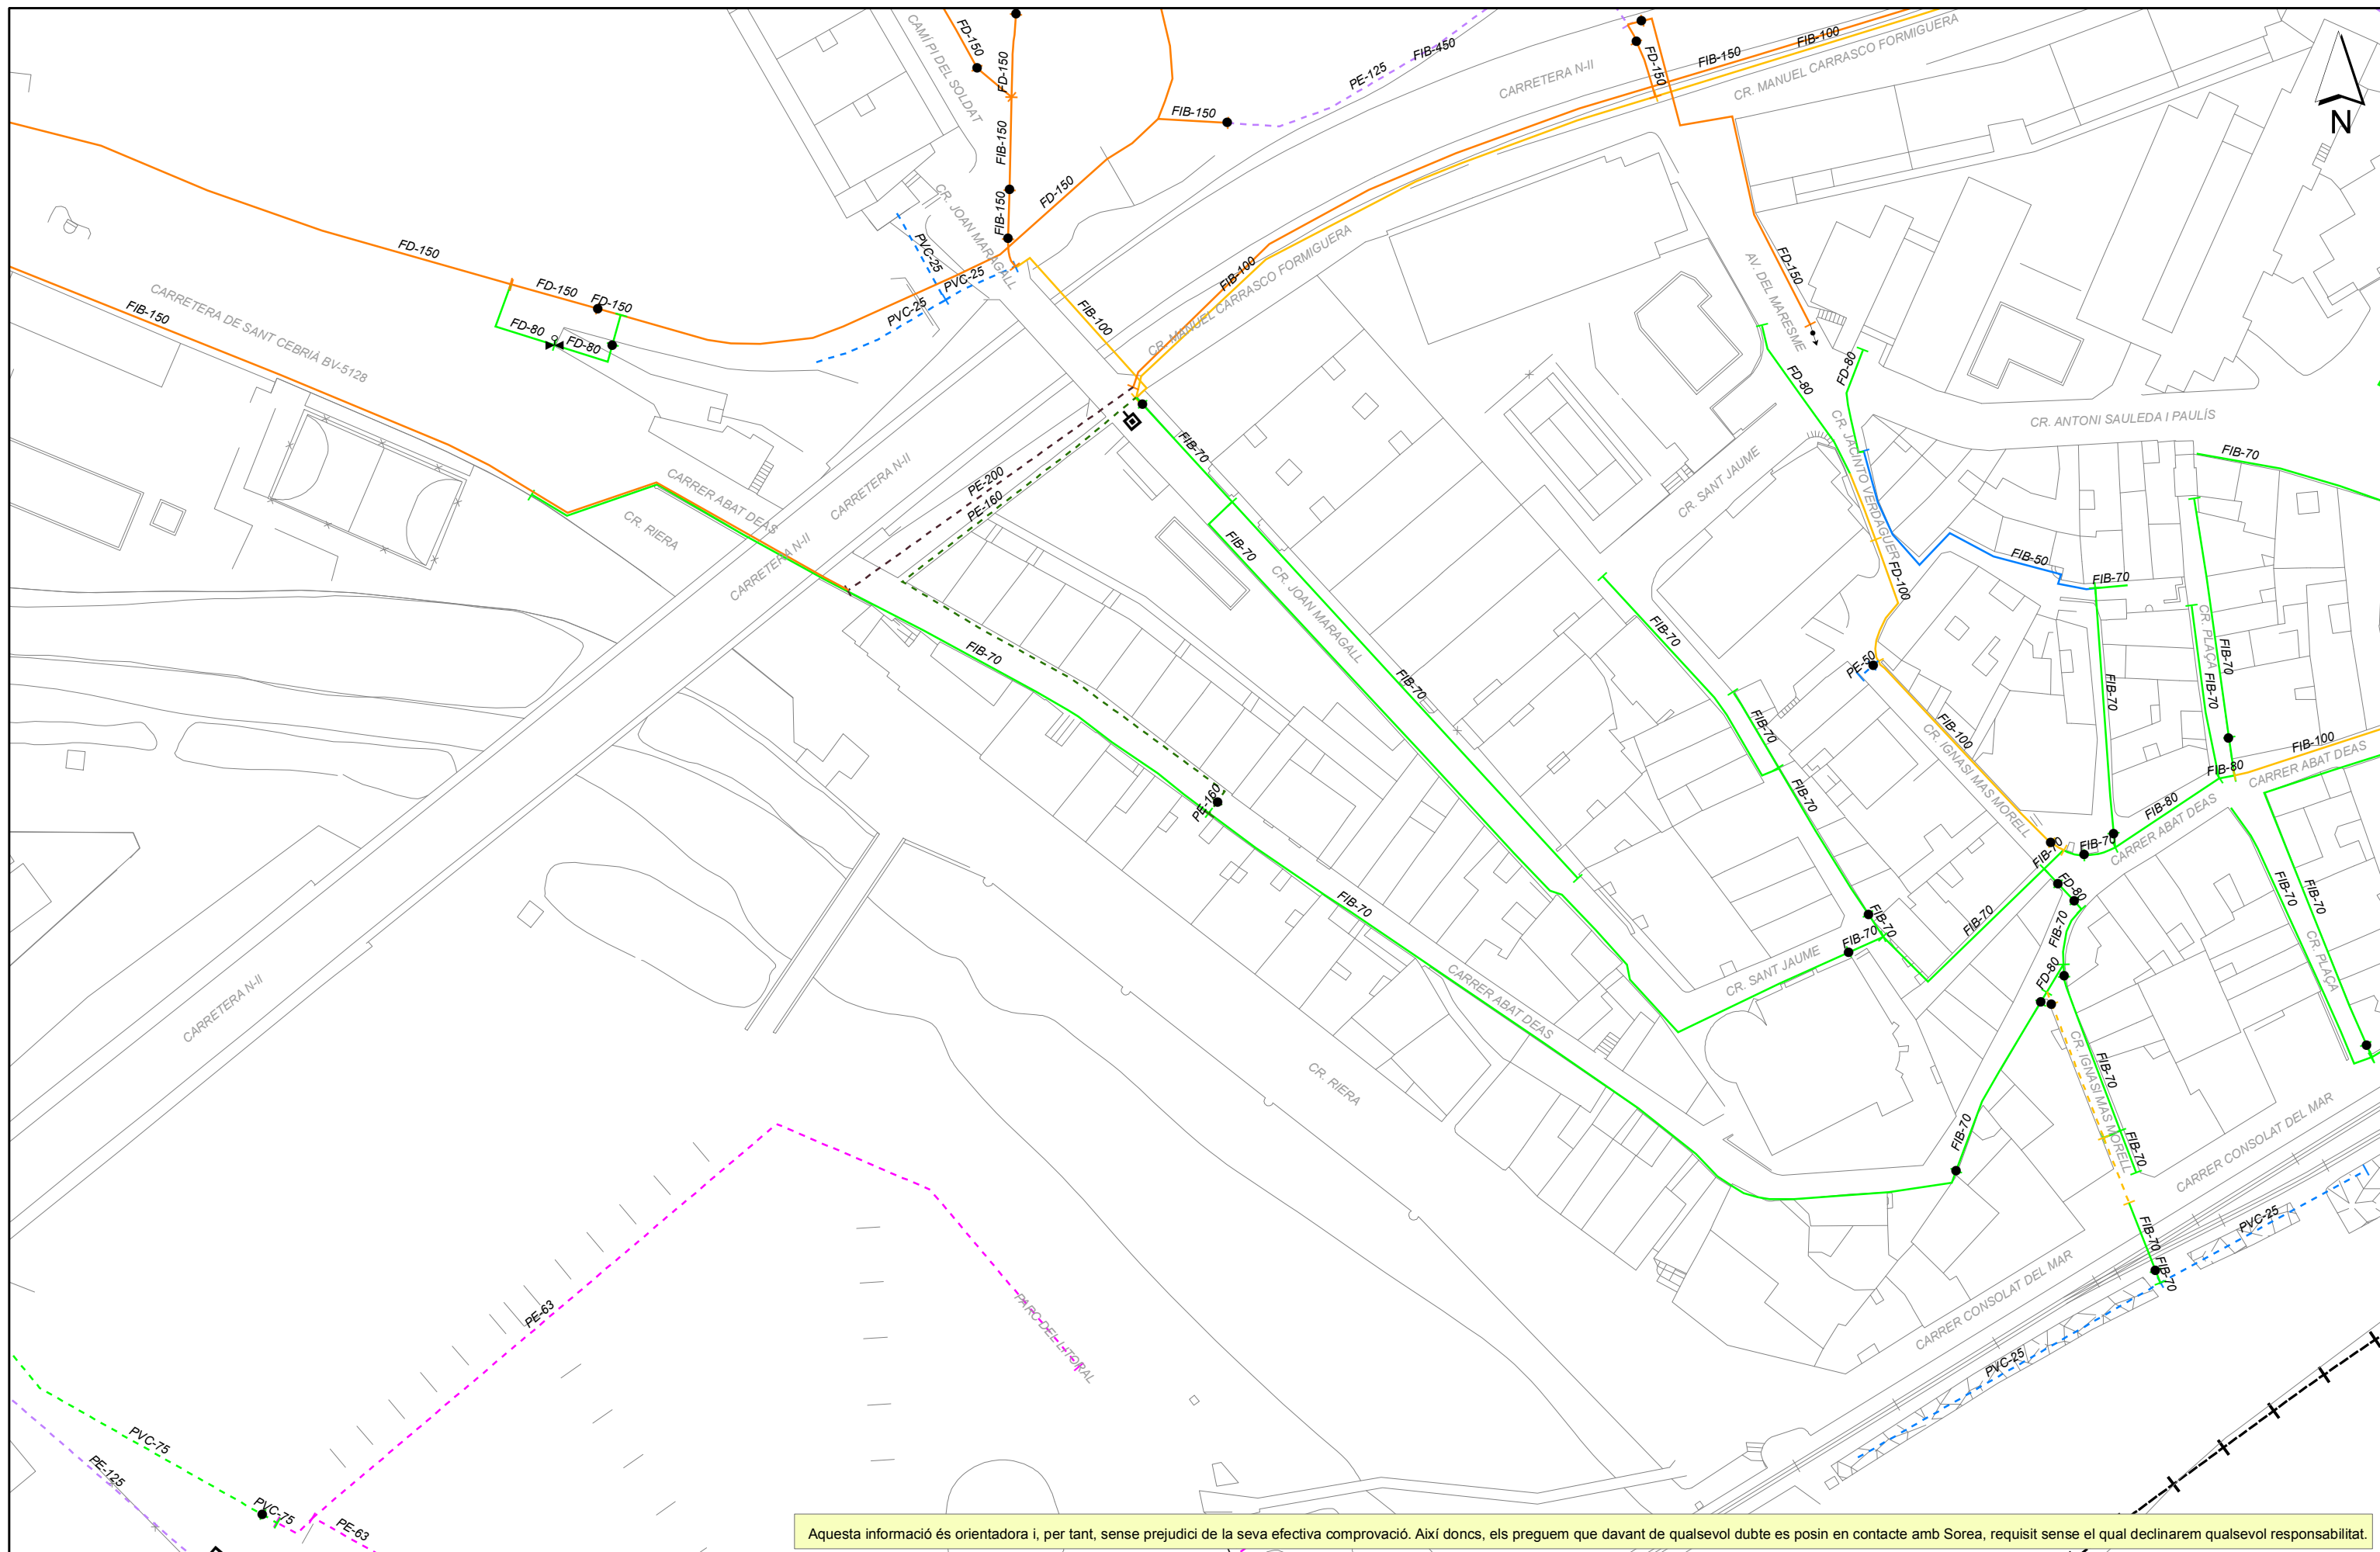 FD-150
FD-150
CAMÍ PI DEL SOLDAT
FIB-150
FIB-150
FD-150
FIB-150
PE-125
FIB-450
CARRETERA N-II
FD-150
FIB-150
FIB-100
CR. MANUEL CARRASCO FORMIGUERA
N
FD-150
FIB-150
CARRETERA DE SANT CEBRIÀ BV-5128
FD-150
FD-150
FD-80
FD-80
PVC-25
PVC-25
PVC-25
CR. JOAN MARAGALL
FIB-100
FIB-100
CR. MANUEL CARRASCO FORMIGUERA
AV. DEL MARESME
FD-150
FD-80
FD-80
CR. JACINTO VERDAGUER
CR. ANTONI SAULEDA I PAULÍS
FIB-70
CARRER ABAT DEAS
CR. RIERA
CARRETERA N-II
CARRETERA N-II
PE-200
PE-160
FIB-70
FIB-70
CR. SANT JAUME
FD-100
FIB-50
FIB-70
CR. JOAN MARAGALL
FIB-70
FIB-70
FIB-70
PE-50
FIB-100
CR. IGNASI MAS MORELL
FIB-70
CR. PLAÇA
FIB-70
FIB-70
FIB-100
FIB-80
CARRER ABAT DEAS
FIB-80
CARRER ABAT DEAS
FIB-70
FIB-70
FIB-70
PE-160
FIB-70
FIB-70
FD-80
FIB-70
FIB-70
FIB-70
FIB-70
FIB-70
CR. PLAÇA
CARRER ABAT DEAS
CR. SANT JAUME
FIB-70
FD-80
CR. IGNASI MAS MORELL
FIB-70
FIB-70
FIB-70
CARRETERA N-II
CR. RIERA
CARRER CONSOLAT DEL MAR
FIB-70
FIB-70
PVC-25
CARRER CONSOLAT DEL MAR
PVC-25
PE-63
PARC DEL LITORAL
PVC-75
PE-125
PVC-75
PE-63
Aquesta informació és orientadora i, per tant, sense prejudici de la seva efectiva comprovació. Així doncs, els preguem que davant de qualsevol dubte es posin en contacte amb Sorea, requisit sense el qual declinarem qualsevol responsabilitat.